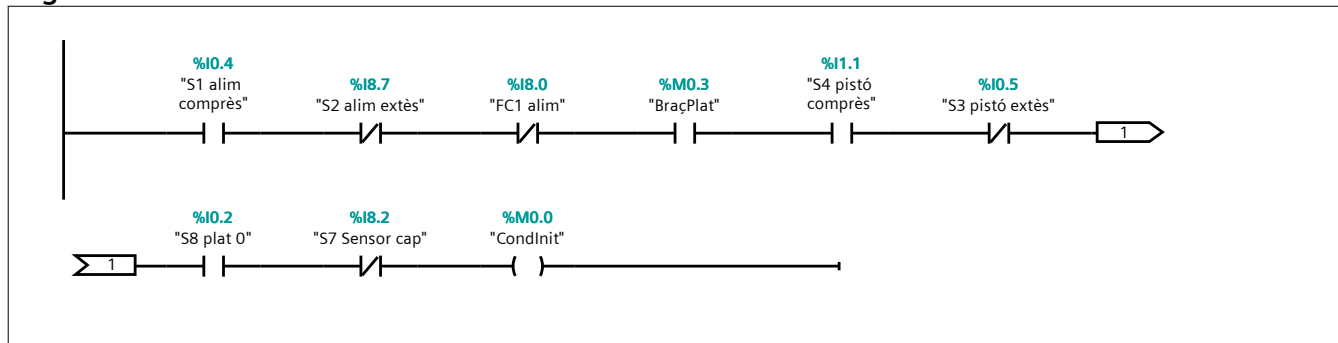 %I0.4
"S1 alim
comprès"
%I8.7
"S2 alim extès"
%I8.0
"FC1 alim"
%M0.3
"BraçPlat"
%I1.1
"S4 pistó
comprès"
%I0.5
"S3 pistó extès"
1
1
%I0.2
"S8 plat 0"
%I8.2
"S7 Sensor cap"
%M0.0
"CondInit"